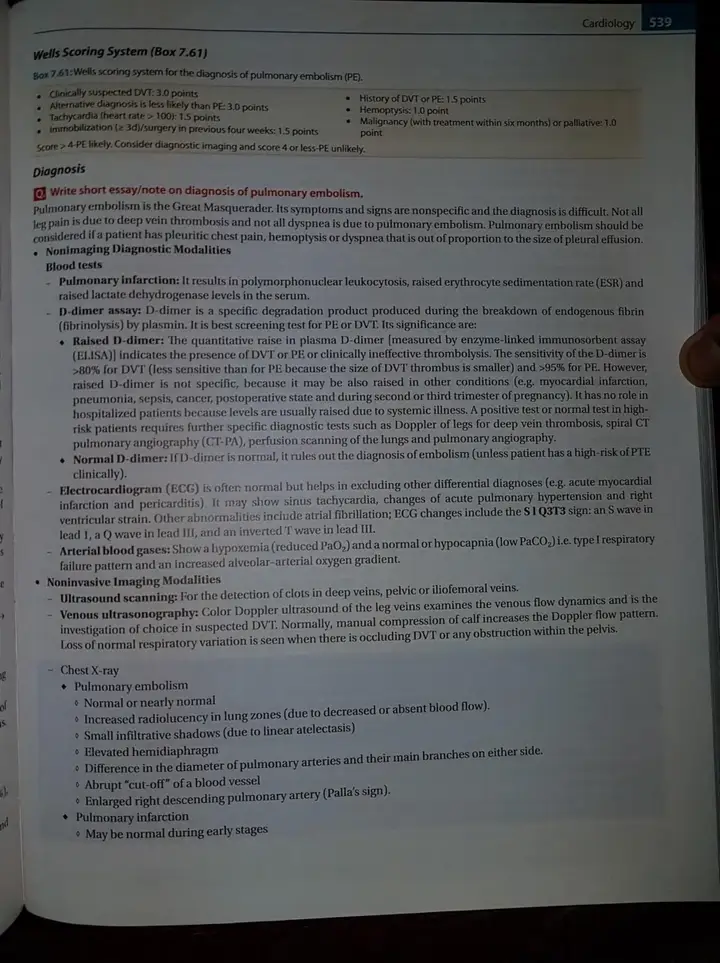 Cardiology 539
Wells Scoring System (Box 7.61)
Box 7.61: Wells scoring system for the diagnosis of pulmonary embolism (PE).
• Clinically suspected DVT: 3.0 points
• Alternative diagnosis is less likely than PE: 3.0 points
• Tachycardia (heart rate > 100): 1.5 points
• Immobilization (≥ 3d)/surgery in previous four weeks: 1.5 points
• History of DVT or PE: 1.5 points
• Hemoptysis: 1.0 point
• Malignancy (with treatment within six months) or palliative: 1.0
point
Score > 4-PE likely. Consider diagnostic imaging and score 4 or less-PE unlikely.
Diagnosis
Q Write short essay/note on diagnosis of pulmonary embolism.
Pulmonary embolism is the Great Masquerader. Its symptoms and signs are nonspecific and the diagnosis is difficult. Not all
leg pain is due to deep vein thrombosis and not all dyspnea is due to pulmonary embolism. Pulmonary embolism should be
considered if a patient has pleuritic chest pain, hemoptysis or dyspnea that is out of proportion to the size of pleural effusion.
• Nonimaging Diagnostic Modalities
Blood tests
– Pulmonary infarction: It results in polymorphonuclear leukocytosis, raised erythrocyte sedimentation rate (ESR) and
raised lactate dehydrogenase levels in the serum.
– D-dimer assay: D-dimer is a specific degradation product produced during the breakdown of endogenous fibrin
(fibrinolysis) by plasmin. It is best screening test for PE or DVT. Its significance are:
◆ Raised D-dimer: The quantitative raise in plasma D-dimer [measured by enzyme-linked immunosorbent assay
(ELISA)] indicates the presence of DVT or PE or clinically ineffective thrombolysis. The sensitivity of the D-dimer is
>80% for DVT (less sensitive than for PE because the size of DVT thrombus is smaller) and >95% for PE. However,
raised D-dimer is not specific, because it may be also raised in other conditions (e.g. myocardial infarction,
pneumonia, sepsis, cancer, postoperative state and during second or third trimester of pregnancy). It has no role in
hospitalized patients because levels are usually raised due to systemic illness. A positive test or normal test in high-
risk patients requires further specific diagnostic tests such as Doppler of legs for deep vein thrombosis, spiral CT
pulmonary angiography (CT-PA), perfusion scanning of the lungs and pulmonary angiography.
◆ Normal D-dimer: If D-dimer is normal, it rules out the diagnosis of embolism (unless patient has a high-risk of PTE
clinically).
– Electrocardiogram (ECG) is often normal but helps in excluding other differential diagnoses (e.g. acute myocardial
infarction and pericarditis). It may show sinus tachycardia, changes of acute pulmonary hypertension and right
ventricular strain. Other abnormalities include atrial fibrillation; ECG changes include the S I Q3T3 sign: an S wave in
lead I, a Q wave in lead III, and an inverted T wave in lead III.
– Arterial blood gases: Show a hypoxemia (reduced PaO₂) and a normal or hypocapnia (low PaCO₂) i.e. type I respiratory
failure pattern and an increased alveolar–arterial oxygen gradient.
• Noninvasive Imaging Modalities
– Ultrasound scanning: For the detection of clots in deep veins, pelvic or iliofemoral veins.
– Venous ultrasonography: Color Doppler ultrasound of the leg veins examines the venous flow dynamics and is the
investigation of choice in suspected DVT. Normally, manual compression of calf increases the Doppler flow pattern.
Loss of normal respiratory variation is seen when there is occluding DVT or any obstruction within the pelvis.
– Chest X-ray
◆ Pulmonary embolism
◊ Normal or nearly normal
◊ Increased radiolucency in lung zones (due to decreased or absent blood flow).
◊ Small infiltrative shadows (due to linear atelectasis)
◊ Elevated hemidiaphragm
◊ Difference in the diameter of pulmonary arteries and their main branches on either side.
◊ Abrupt "cut-off" of a blood vessel
◊ Enlarged right descending pulmonary artery (Palla's sign).
◆ Pulmonary infarction
◊ May be normal during early stages